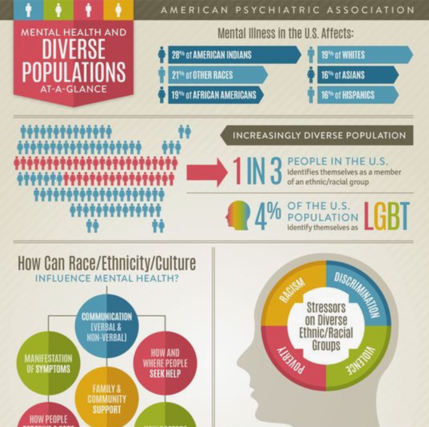 AMERICAN PSYCHIATRIC ASSOCIATION
MENTAL HEALTH AND
DIVERSE
POPULATIONS
AT-A-GLANCE
Mental Illness in the U.S. Affects:
28% of AMERICAN INDIANS
19% of WHITES
21% of OTHER RACES
16% of ASIANS
19% of AFRICAN AMERICANS
16% of HISPANICS
INCREASINGLY DIVERSE POPULATION
1 IN 3
PEOPLE IN THE U.S.
identifies themselves as a member
of an ethnic/racial group
4%
OF THE U.S.
POPULATION
identify themselves as
LGBT
How Can Race/Ethnicity/Culture
INFLUENCE MENTAL HEALTH?
COMMUNICATION
(VERBAL &
NON-VERBAL)
MANIFESTATION
OF SYMPTOMS
HOW AND
WHERE PEOPLE
SEEK HELP
FAMILY &
COMMUNITY
SUPPORT
HOW PEOPLE
RACISM
DISCRIMINATION
Stressors
on Diverse
Ethnic/Racial
Groups
POVERTY
VIOLENCE